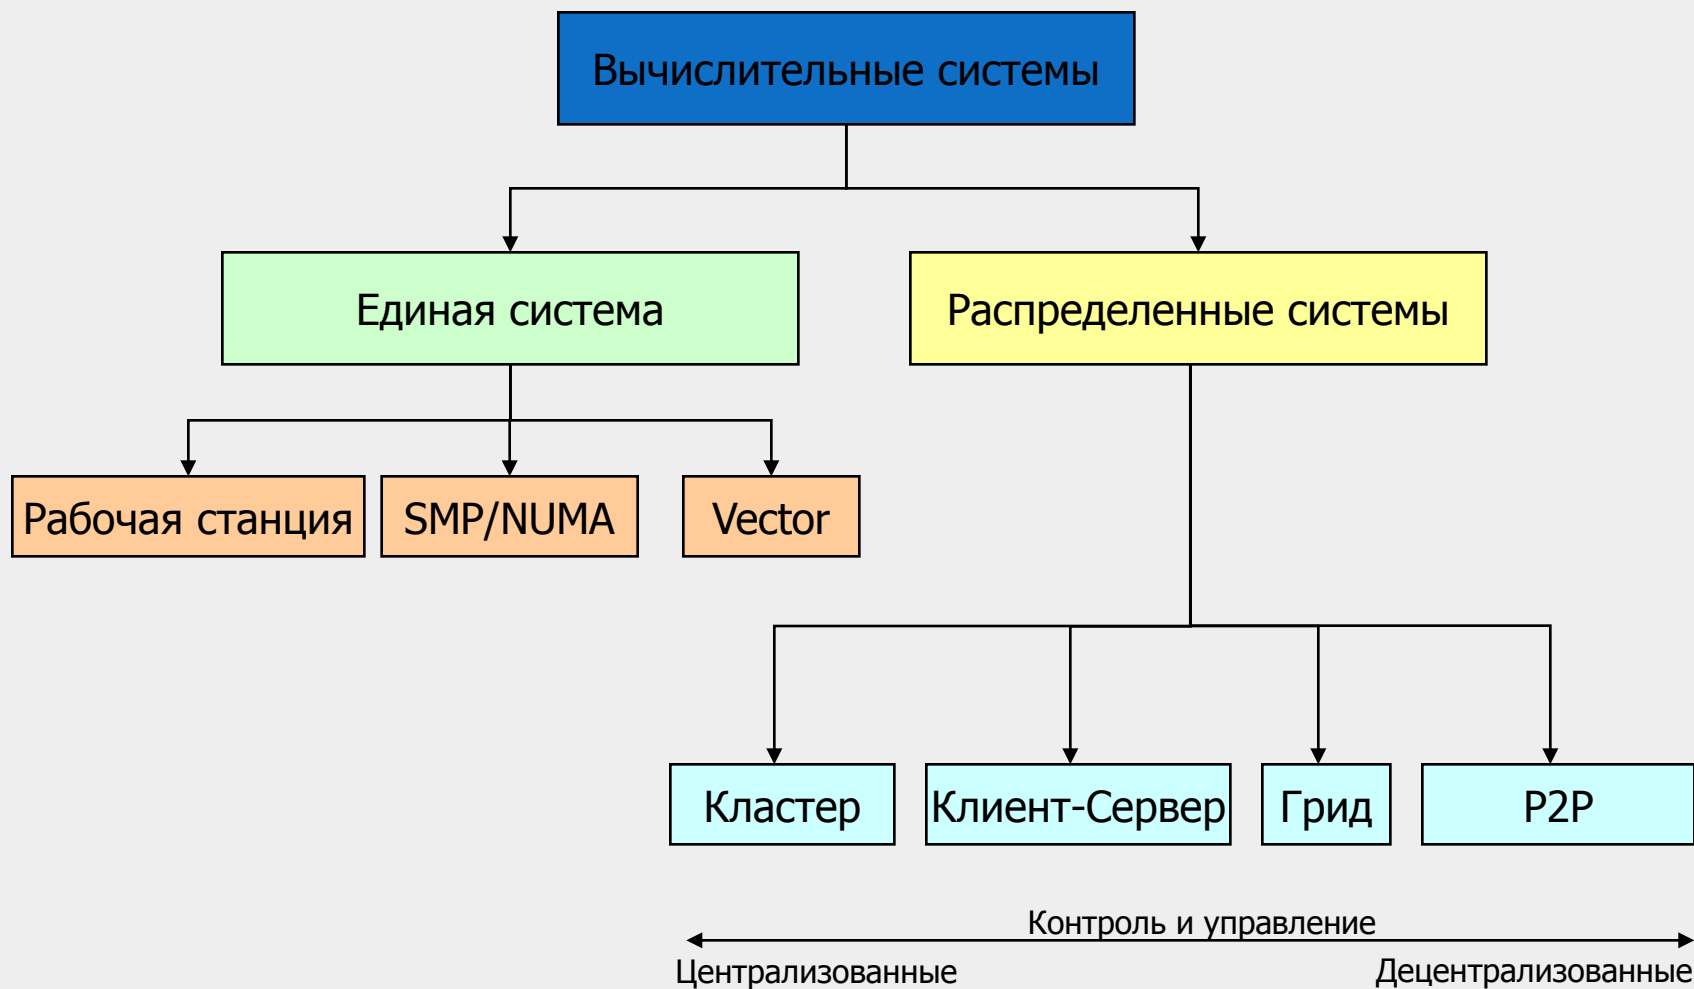 Вычислительные системы
Единая система
Распределенные системы
Рабочая станция
SMP/NUMA
Vector
Кластер
Клиент-Сервер
Грид
P2P
Контроль и управление
Централизованные
Децентрализованные